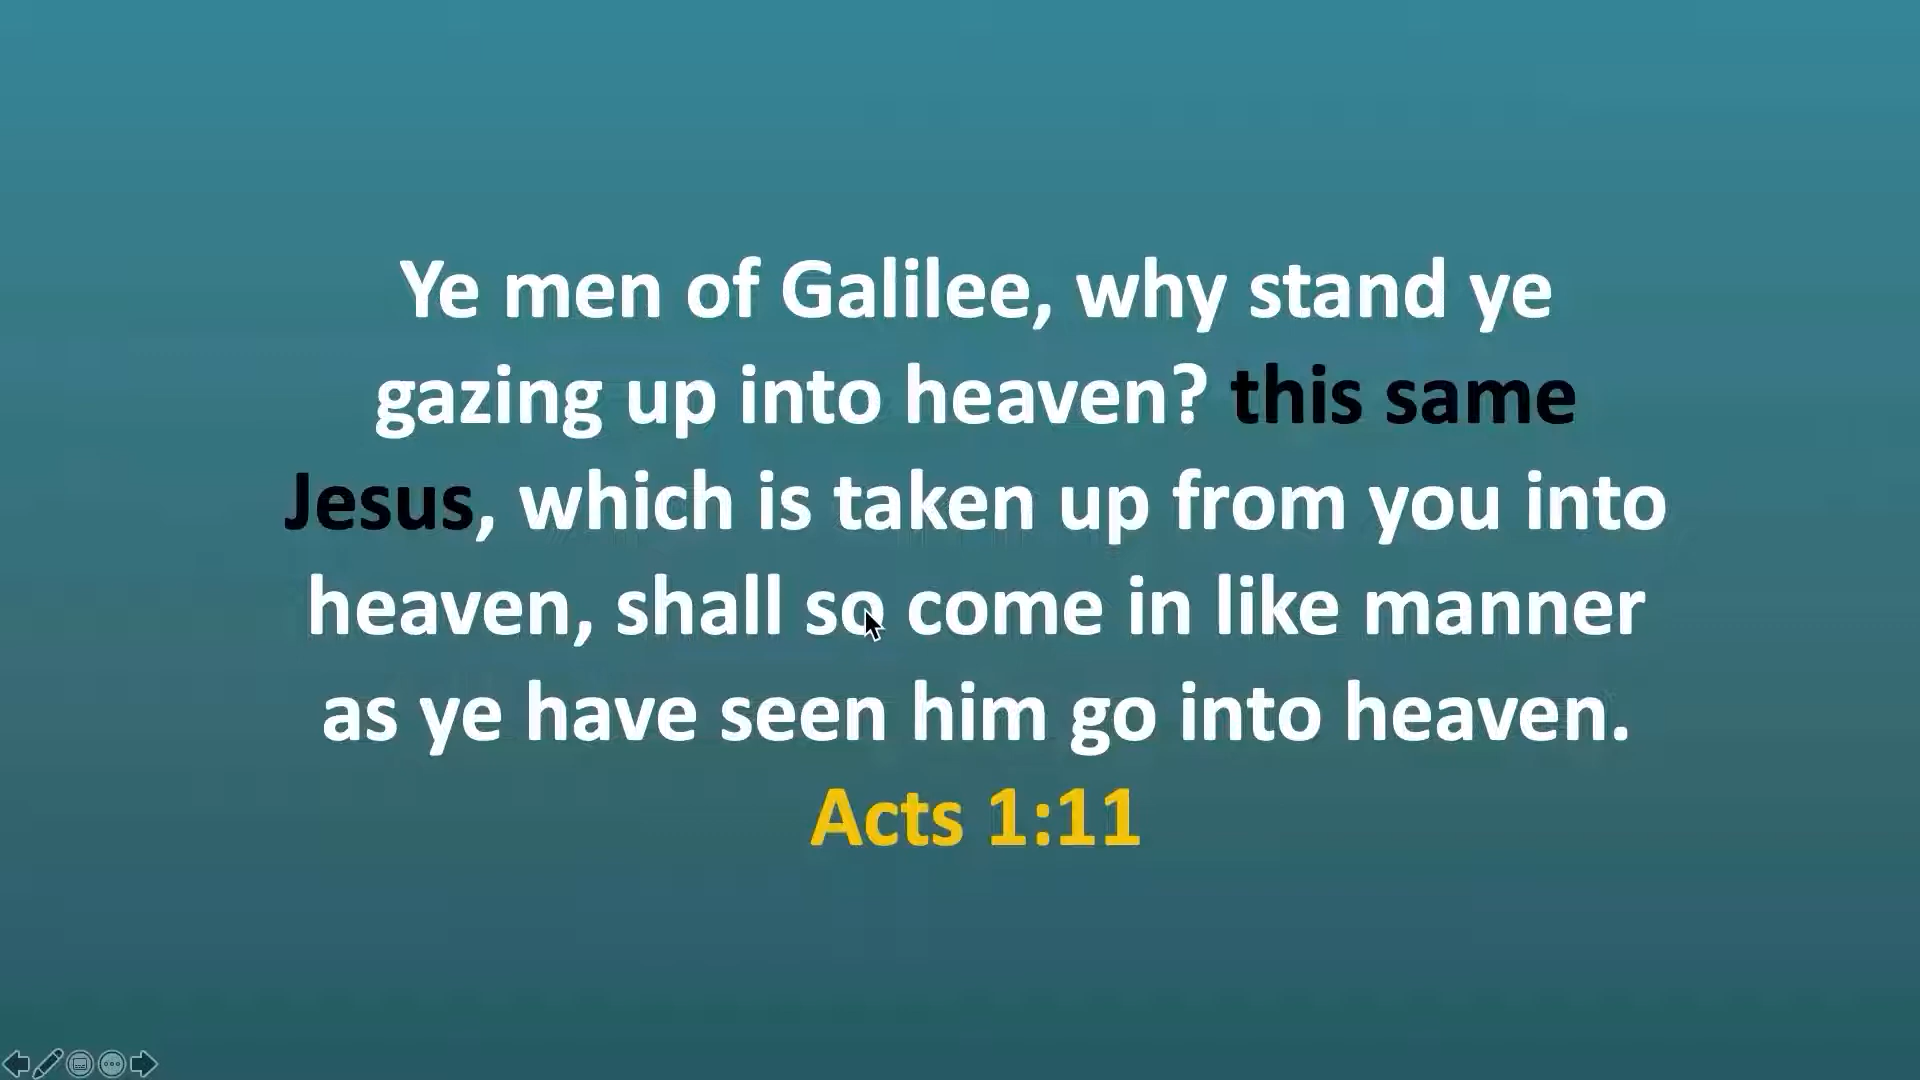 Ye men of Galilee, why stand ye
gazing up into heaven? this same
Jesus, which is taken up from you into
heaven, shall so come in like manner
as ye have seen him go into heaven.
Acts 1:11